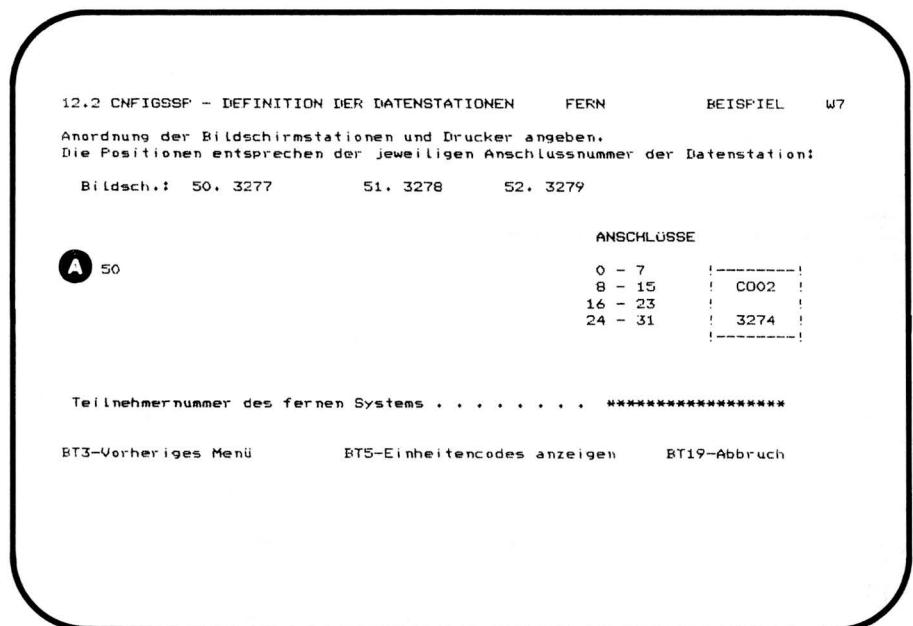 12.2 CNFIGSSP - DEFINITION DER DATENSTATIONEN FERN BEISPIEL W7
Anordnung der Bildschirmstationen und Drucker angeben.
Die Positionen entsprechen der jeweiligen Anschlussnummer der Datenstation:
Bildsch.: 50. 3277 51. 3278 52. 3279
ANSCHLÜSSE
A 50 0 - 7 !--------!
8 - 15 ! C002 !
16 - 23 ! !
24 - 31 ! 3274 !
!--------!
Teilnehmernummer des fernen Systems . . . . . . . . ******************
BT3-Vorheriges Menü BT5-Einheitencodes anzeigen BT19-Abbruch